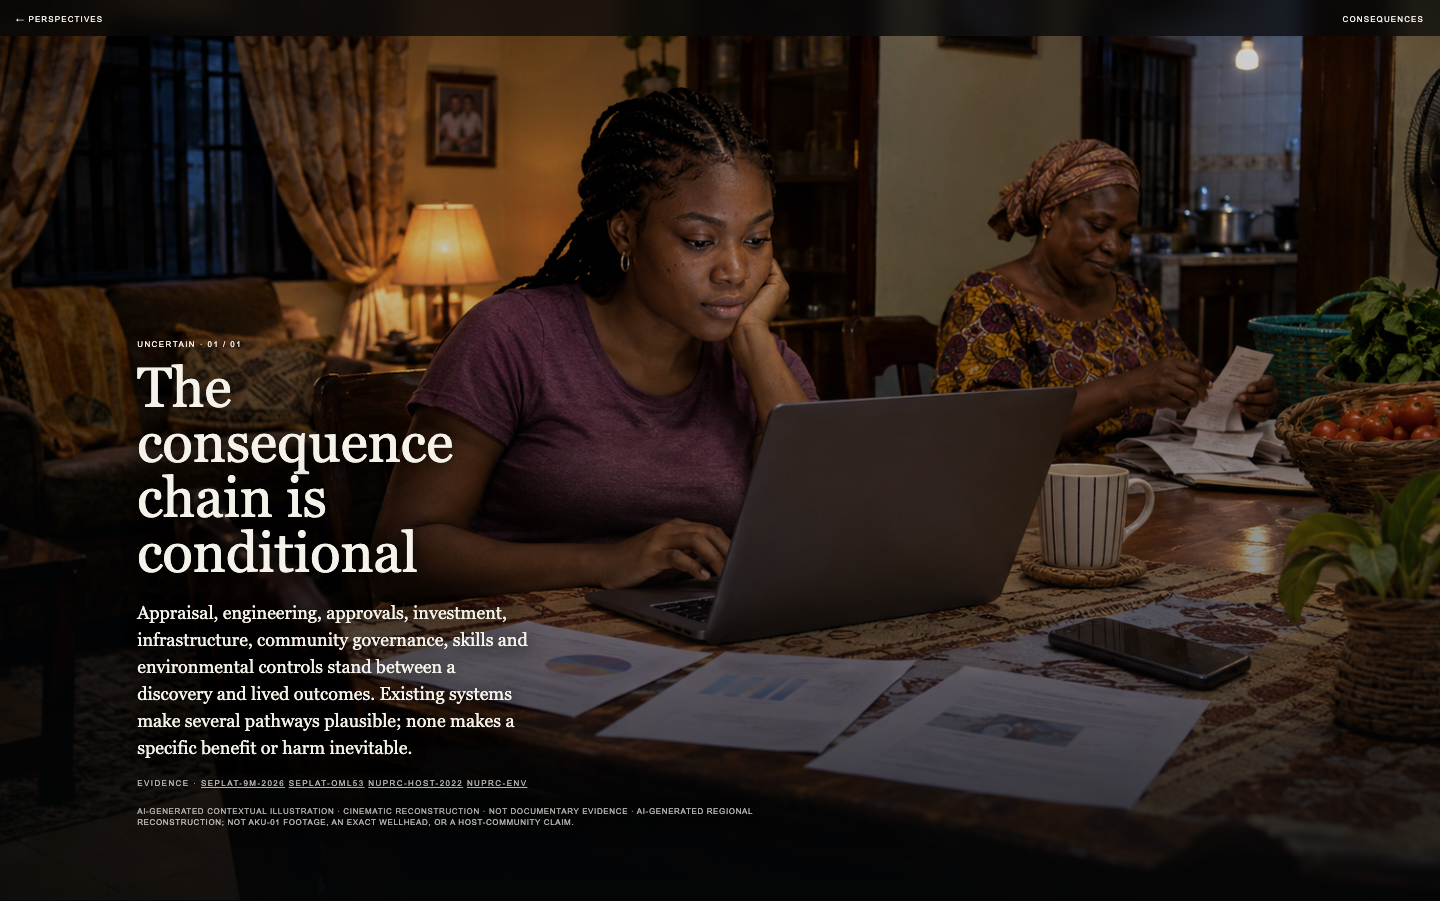 ← PERSPECTIVES
CONSEQUENCES
UNCERTAIN · 01 / 01
The
consequence
chain is
conditional
Appraisal, engineering, approvals, investment,
infrastructure, community governance, skills and
environmental controls stand between a
discovery and lived outcomes. Existing systems
make several pathways plausible; none makes a
specific benefit or harm inevitable.
EVIDENCE · SEPLAT-9M-2026 SEPLAT-OML53 NUPRC-HOST-2022 NUPRC-ENV
AI-GENERATED CONTEXTUAL ILLUSTRATION · CINEMATIC RECONSTRUCTION · NOT DOCUMENTARY EVIDENCE · AI-GENERATED REGIONAL
RECONSTRUCTION; NOT AKU-01 FOOTAGE, AN EXACT WELLHEAD, OR A HOST-COMMUNITY CLAIM.